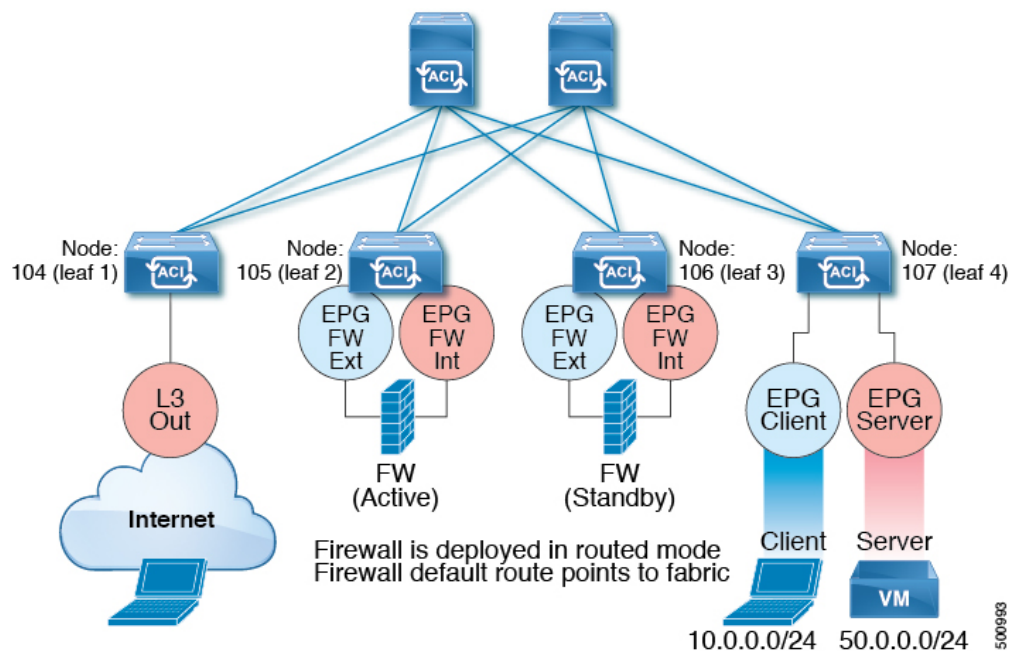 ACI
ACI
Node:
104 (leaf 1)
ACI
Node:
105 (leaf 2)
ACI
ACI
Node:
106 (leaf 3)
ACI
Node:
107 (leaf 4)
EPG
FW
Ext
EPG
FW
Int
EPG
FW
Ext
EPG
FW
Int
L3
Out
EPG
Client
EPG
Server
FW
(Active)
FW
(Standby)
Internet
Firewall is deployed in routed mode
Firewall default route points to fabric
Client
Server
VM
10.0.0.0/24
50.0.0.0/24
500993